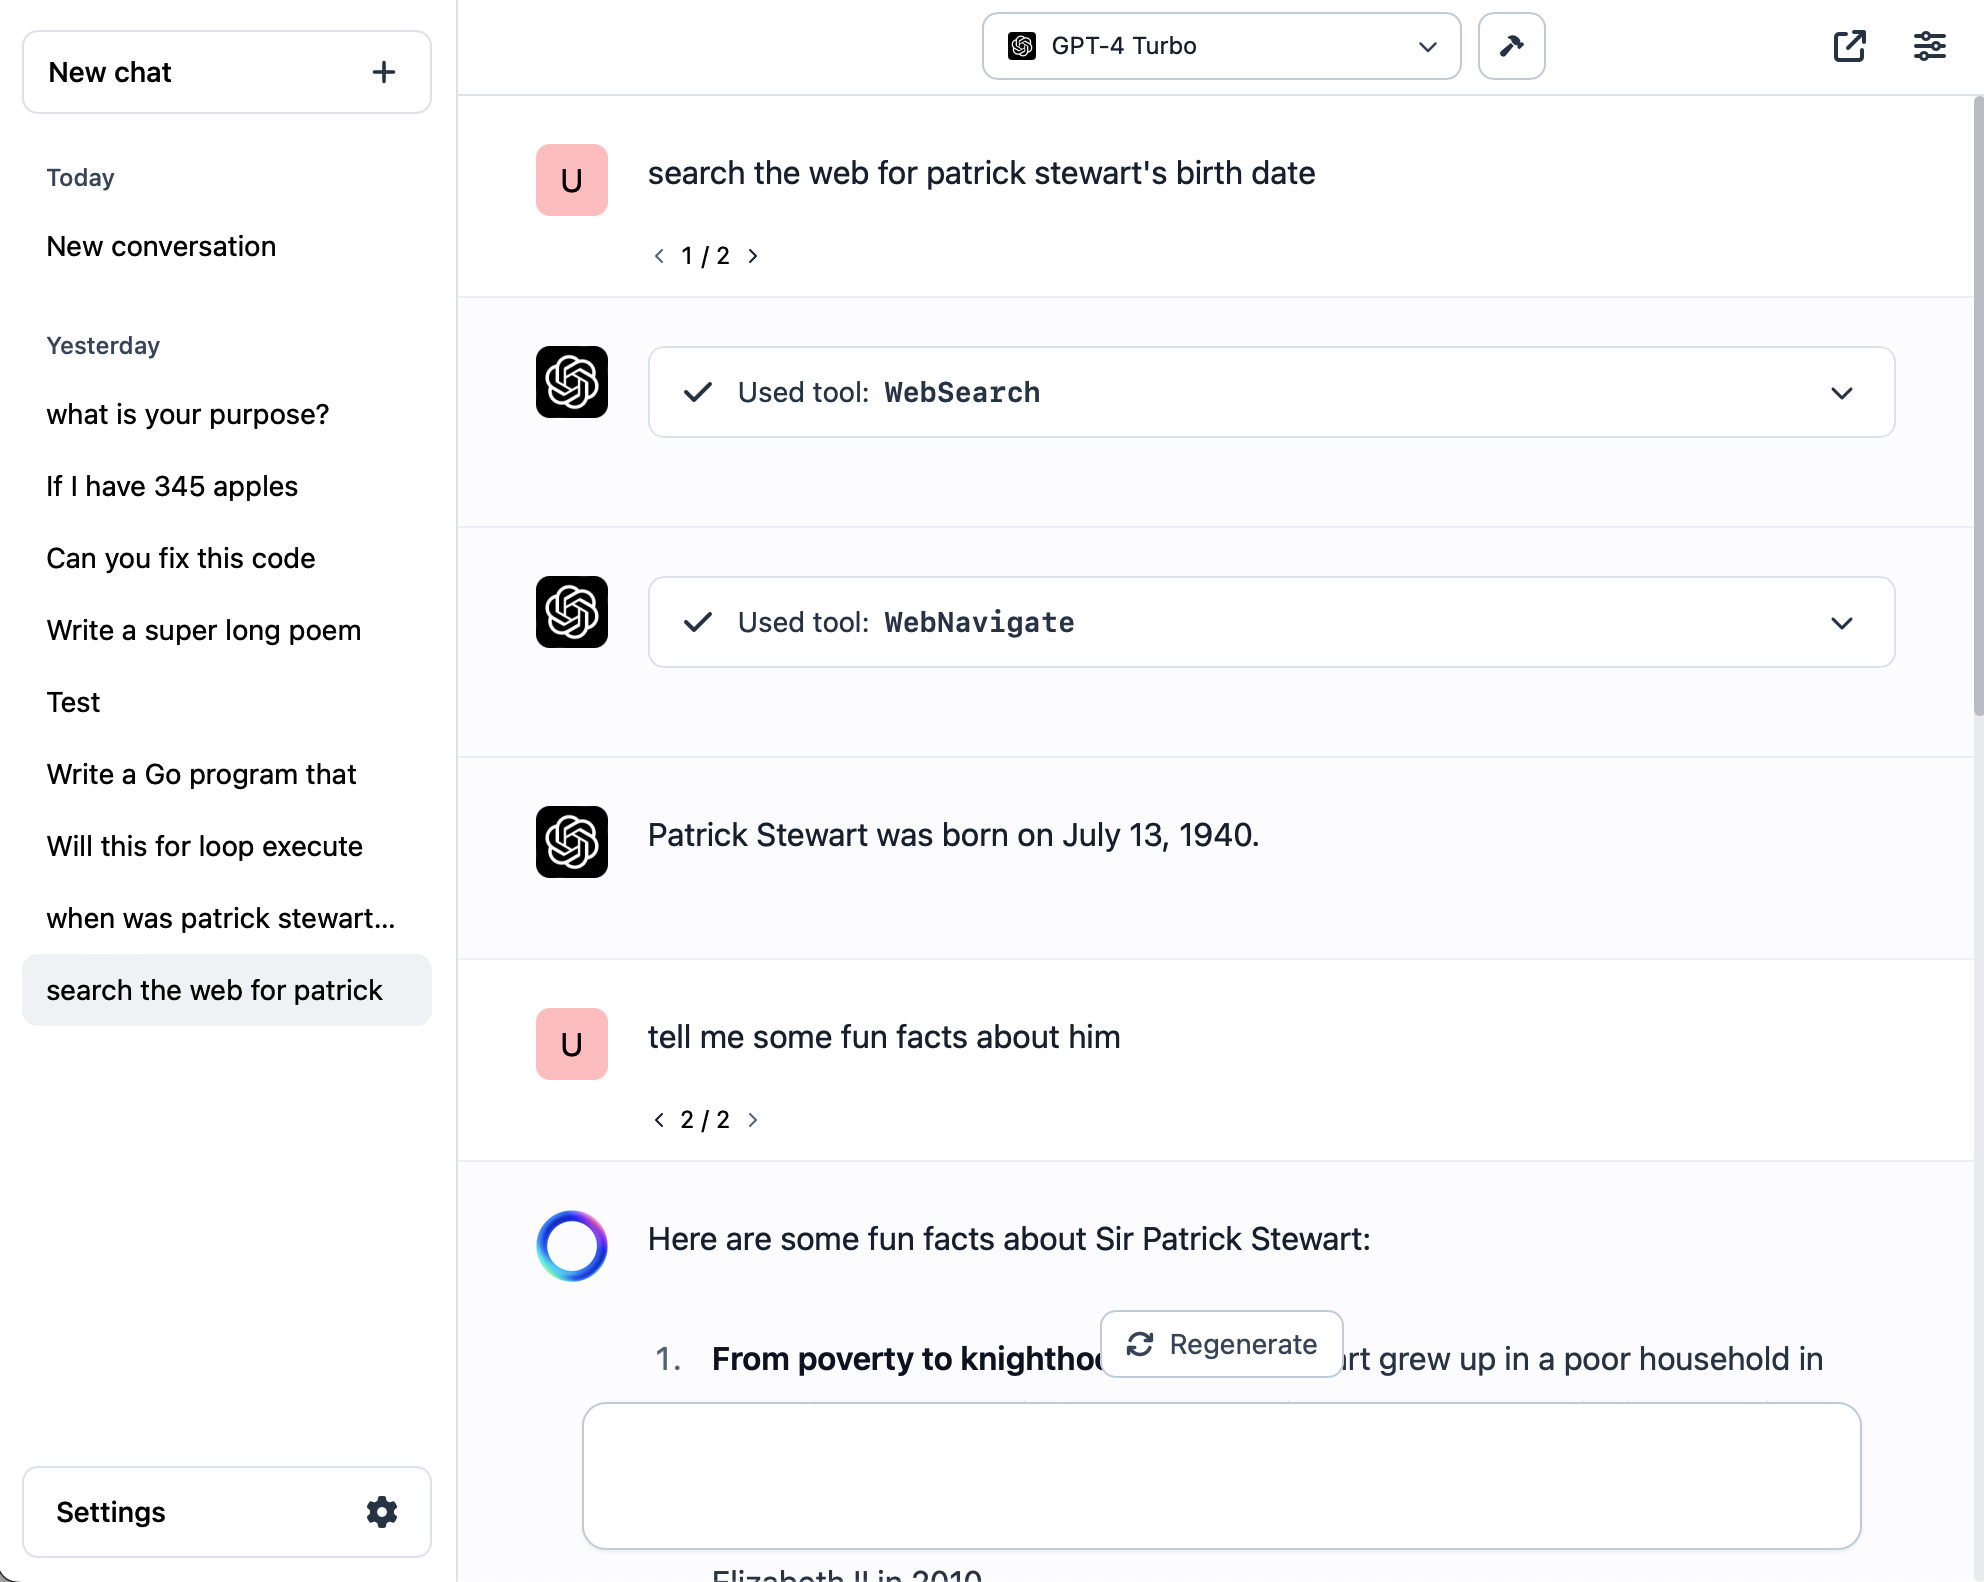 New chat
Today
New conversation
Yesterday
what is your purpose?
If I have 345 apples
Can you fix this code
Write a super long poem
Test
Write a Go program that
Will this for loop execute
when was patrick stewart...
search the web for patrick
Settings
GPT-4 Turbo
U
search the web for patrick stewart's birth date
1 / 2
Used tool: WebSearch
Used tool: WebNavigate
Patrick Stewart was born on July 13, 1940.
U
tell me some fun facts about him
2 / 2
Here are some fun facts about Sir Patrick Stewart:
1. From poverty to grew up in a poor household in
Regenerate
Elizabeth II in 2010